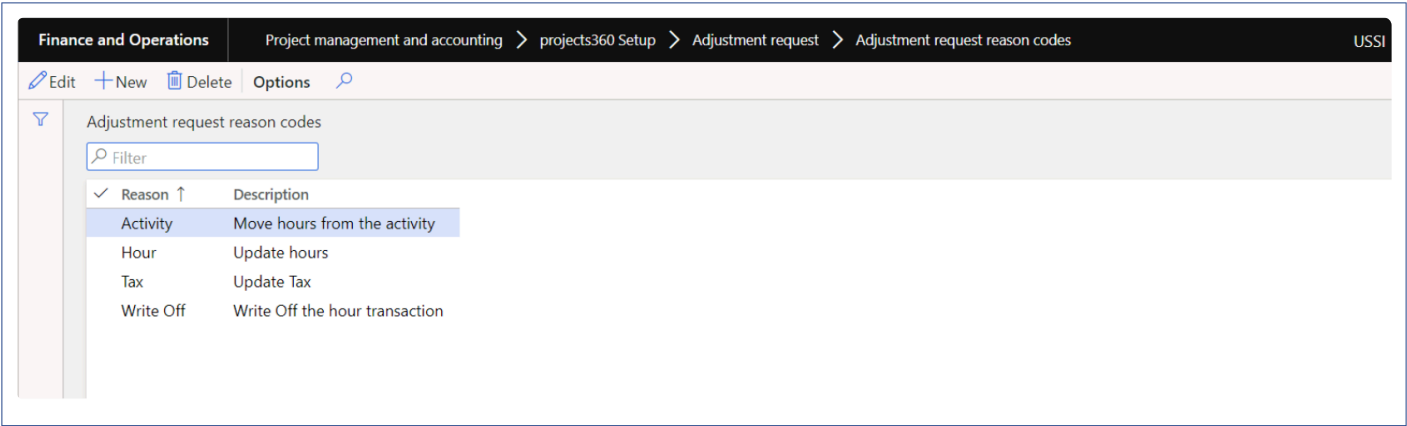 Finance and Operations Project management and accounting > projects360 Setup > Adjustment request > Adjustment request reason codes USSI
Edit New Delete Options
Adjustment request reason codes
Filter
Reason ↑ Description
Activity Move hours from the activity
Hour Update hours
Tax Update Tax
Write Off Write Off the hour transaction